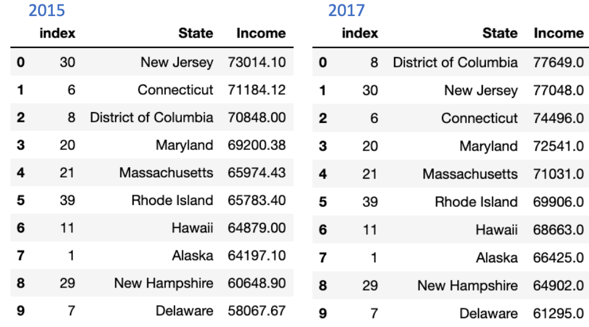 2015 2017
index State Income index State Income
0 30 New Jersey 73014.10 0 8 District of Columbia 77649.0
1 6 Connecticut 71184.12 1 30 New Jersey 77048.0
2 8 District of Columbia 70848.00 2 6 Connecticut 74496.0
3 20 Maryland 69200.38 3 20 Maryland 72541.0
4 21 Massachusetts 65974.43 4 21 Massachusetts 71031.0
5 39 Rhode Island 65783.40 5 39 Rhode Island 69906.0
6 11 Hawaii 64879.00 6 11 Hawaii 68663.0
7 1 Alaska 64197.10 7 1 Alaska 66425.0
8 29 New Hampshire 60648.90 8 29 New Hampshire 64902.0
9 7 Delaware 58067.67 9 7 Delaware 61295.0